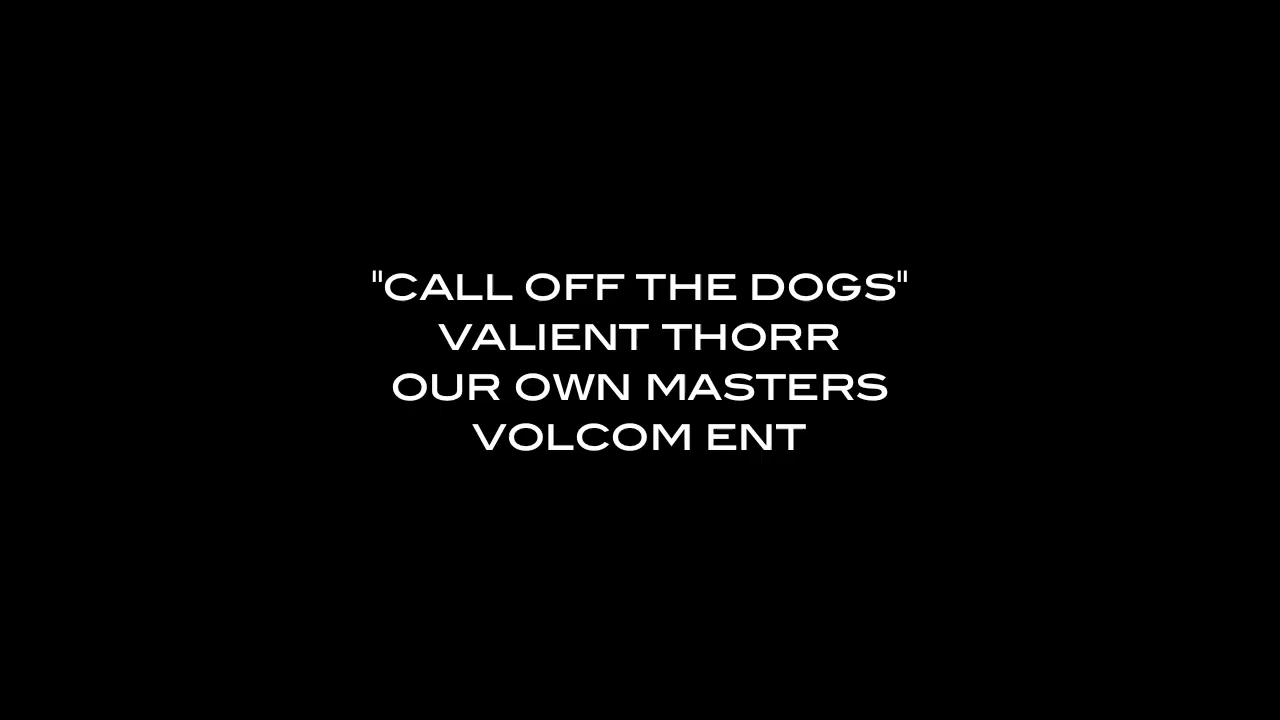 "CALL OFF THE DOGS"
VALIENT THORR
OUR OWN MASTERS
VOLCOM ENT